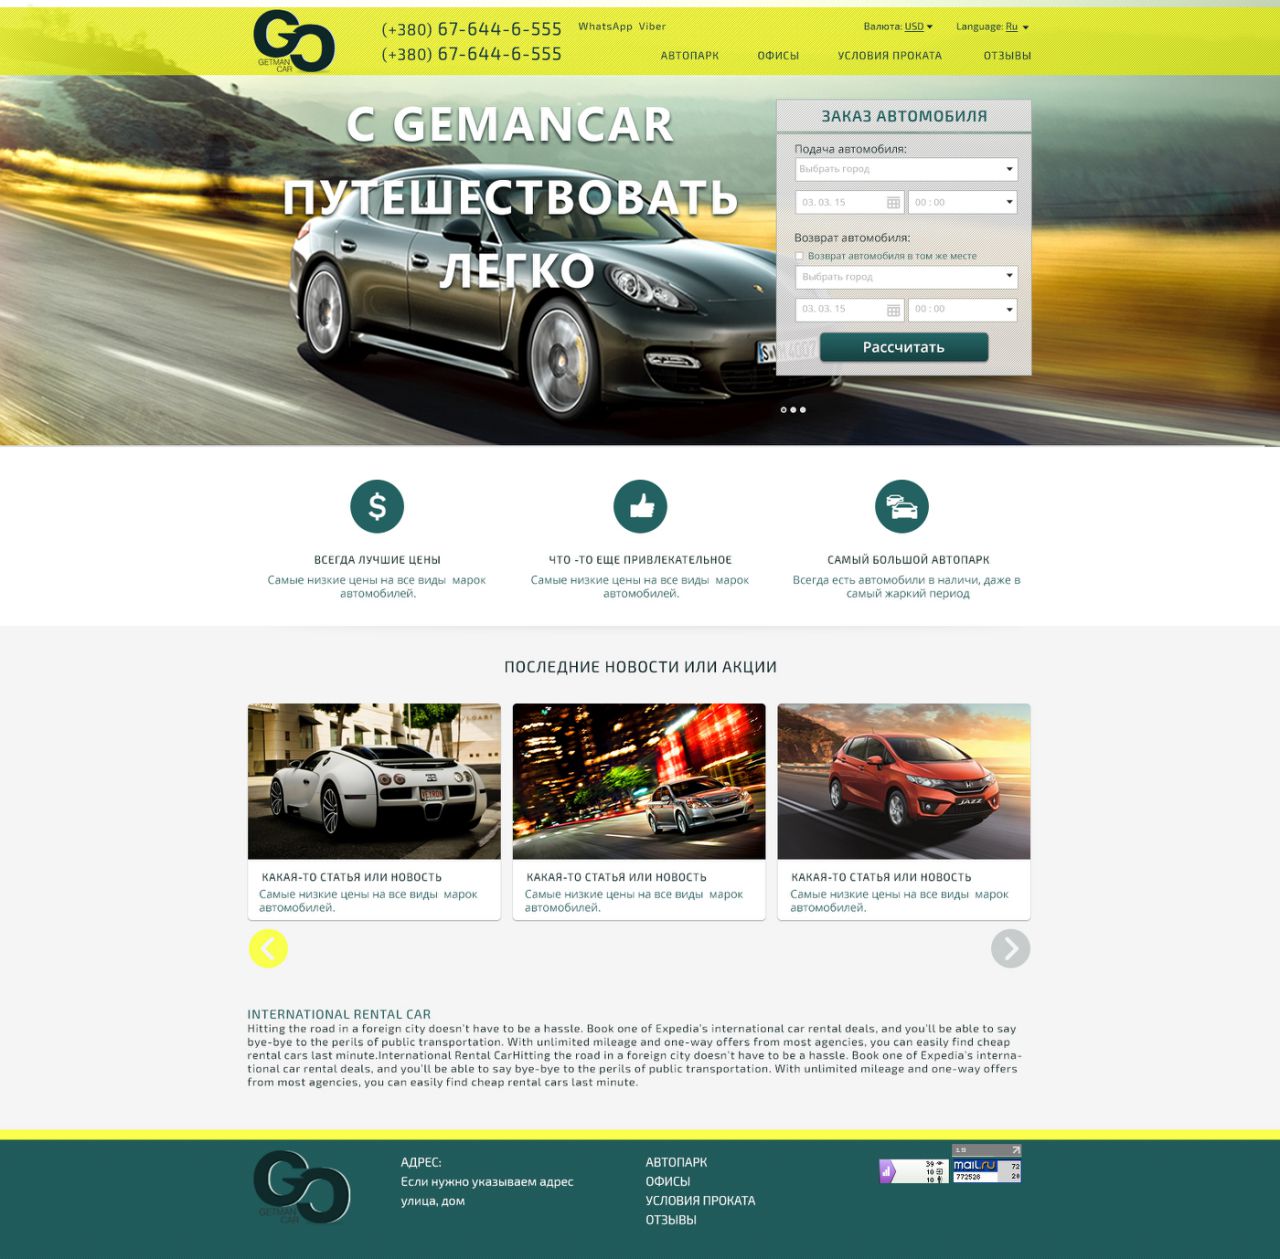 GO
GETMAN
CAR
(+380) 67-644-6-555
(+380) 67-644-6-555
WhatsApp Viber
Валюта: USD
Language: Ru
АВТОПАРК
ОФИСЫ
УСЛОВИЯ ПРОКАТА
ОТЗЫВЫ
С GEMANCAR
ПУТЕШЕСТВОВАТЬ
ЛЕГКО
ЗАКАЗ АВТОМОБИЛЯ
Подача автомобиля:
Выбрать город
03. 03. 15
00 : 00
Возврат автомобиля:
Возврат автомобиля в том же месте
Выбрать город
03. 03. 15
00 : 00
Рассчитать
$
ВСЕГДА ЛУЧШИЕ ЦЕНЫ
Самые низкие цены на все виды марок
автомобилей.
ЧТО -ТО ЕЩЕ ПРИВЛЕКАТЕЛЬНОЕ
Самые низкие цены на все виды марок
автомобилей.
САМЫЙ БОЛЬШОЙ АВТОПАРК
Всегда есть автомобили в наличи, даже в
самый жаркий период
ПОСЛЕДНИЕ НОВОСТИ ИЛИ АКЦИИ
JAZZ
КАКАЯ-ТО СТАТЬЯ ИЛИ НОВОСТЬ
Самые низкие цены на все виды марок
автомобилей.
КАКАЯ-ТО СТАТЬЯ ИЛИ НОВОСТЬ
Самые низкие цены на все виды марок
автомобилей.
КАКАЯ-ТО СТАТЬЯ ИЛИ НОВОСТЬ
Самые низкие цены на все виды марок
автомобилей.
INTERNATIONAL RENTAL CAR
Hitting the road in a foreign city doesn't have to be a hassle. Book one of Expedia's international car rental deals, and you'll be able to say
bye-bye to the perils of public transportation. With unlimited mileage and one-way offers from most agencies, you can easily find cheap
rental cars last minute.International Rental CarHitting the road in a foreign city doesn't have to be a hassle. Book one of Expedia's interna-
tional car rental deals, and you'll be able to say bye-bye to the perils of public transportation. With unlimited mileage and one-way offers
from most agencies, you can easily find cheap rental cars last minute.
GO
GETMAN
CAR
АДРЕС:
Если нужно указываем адрес
улица, дом
АВТОПАРК
ОФИСЫ
УСЛОВИЯ ПРОКАТА
ОТЗЫВЫ
39
10
10
15
mail.ru
772528
72
20